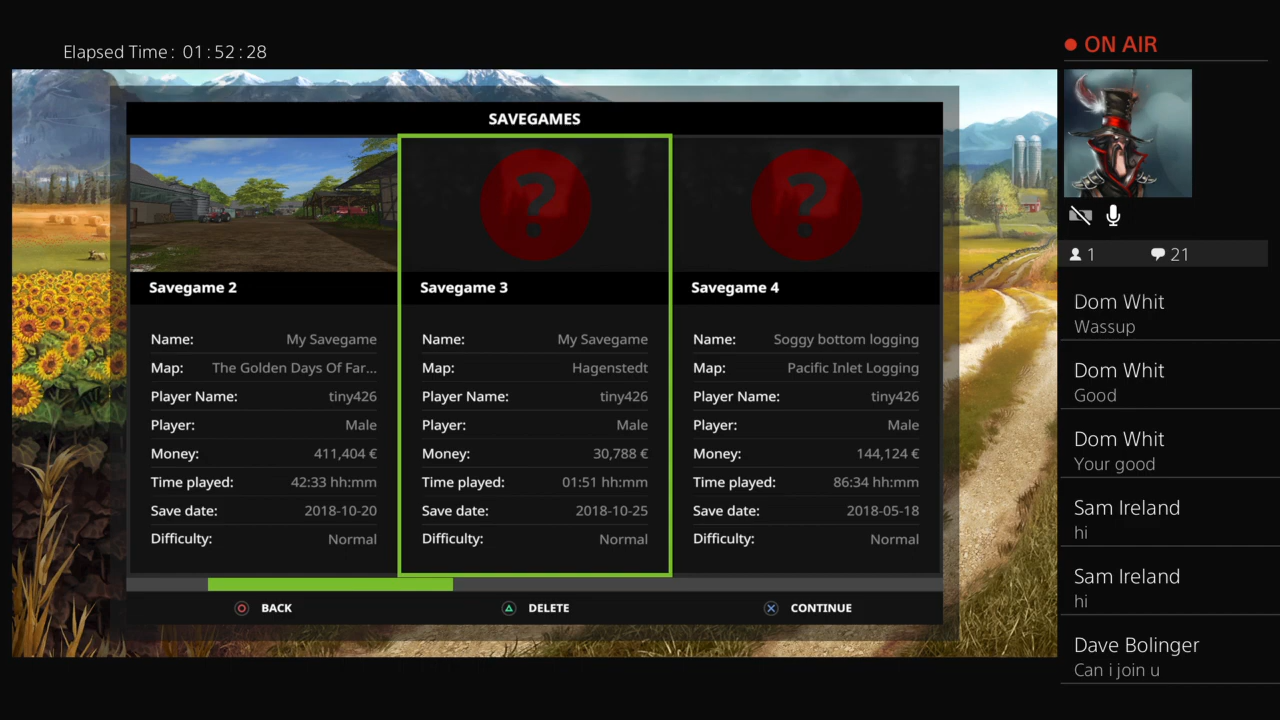 Elapsed Time: 01:52:28
ON AIR
SAVEGAMES
Savegame 2
Name: My Savegame
Map: The Golden Days Of Far...
Player Name: tiny426
Player: Male
Money: 411,404 €
Time played: 42:33 hh:mm
Save date: 2018-10-20
Difficulty: Normal
Savegame 3
Name: My Savegame
Map: Hagenstedt
Player Name: tiny426
Player: Male
Money: 30,788 €
Time played: 01:51 hh:mm
Save date: 2018-10-25
Difficulty: Normal
Savegame 4
Name: Soggy bottom logging
Map: Pacific Inlet Logging
Player Name: tiny426
Player: Male
Money: 144,124 €
Time played: 86:34 hh:mm
Save date: 2018-05-18
Difficulty: Normal
BACK DELETE CONTINUE
1 21
Dom Whit
Wassup
Dom Whit
Good
Dom Whit
Your good
Sam Ireland
hi
Sam Ireland
hi
Dave Bolinger
Can i join u